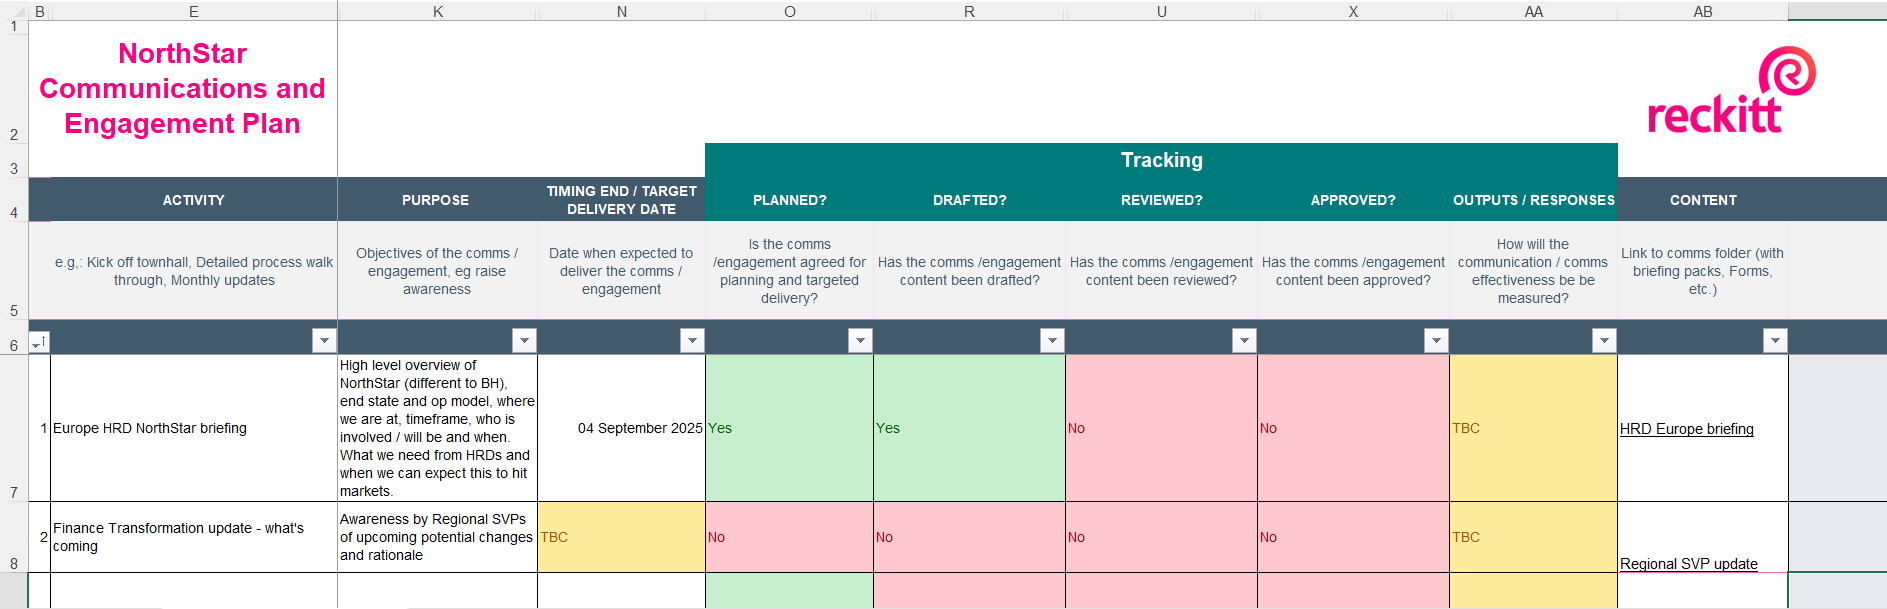 B E K N O R U X AA AB
1
NorthStar
Communications and
Engagement Plan
reckitt
2
3
Tracking
4
ACTIVITY
PURPOSE
TIMING END / TARGET
DELIVERY DATE
PLANNED?
DRAFTED?
REVIEWED?
APPROVED?
OUTPUTS / RESPONSES
CONTENT
5
e.g,: Kick off townhall, Detailed process walk
through, Monthly updates
Objectives of the comms /
engagement, eg raise
awareness
Date when expected to
deliver the comms /
engagement
Is the comms
/engagement agreed for
planning and targeted
delivery?
Has the comms /engagement
content been drafted?
Has the comms /engagement
content been reviewed?
Has the comms /engagement
content been approved?
How will the
communication / comms
effectiveness be be
measured?
Link to comms folder (with
briefing packs, Forms,
etc.)
6
7
1
Europe HRD NorthStar briefing
High level overview of
NorthStar (different to BH),
end state and op model, where
we are at, timeframe, who is
involved / will be and when.
What we need from HRDs and
when we can expect this to hit
markets.
04 September 2025
Yes
Yes
No
No
TBC
HRD Europe briefing
8
2
Finance Transformation update - what's
coming
Awareness by Regional SVPs
of upcoming potential changes
and rationale
TBC
No
No
No
No
TBC
Regional SVP update